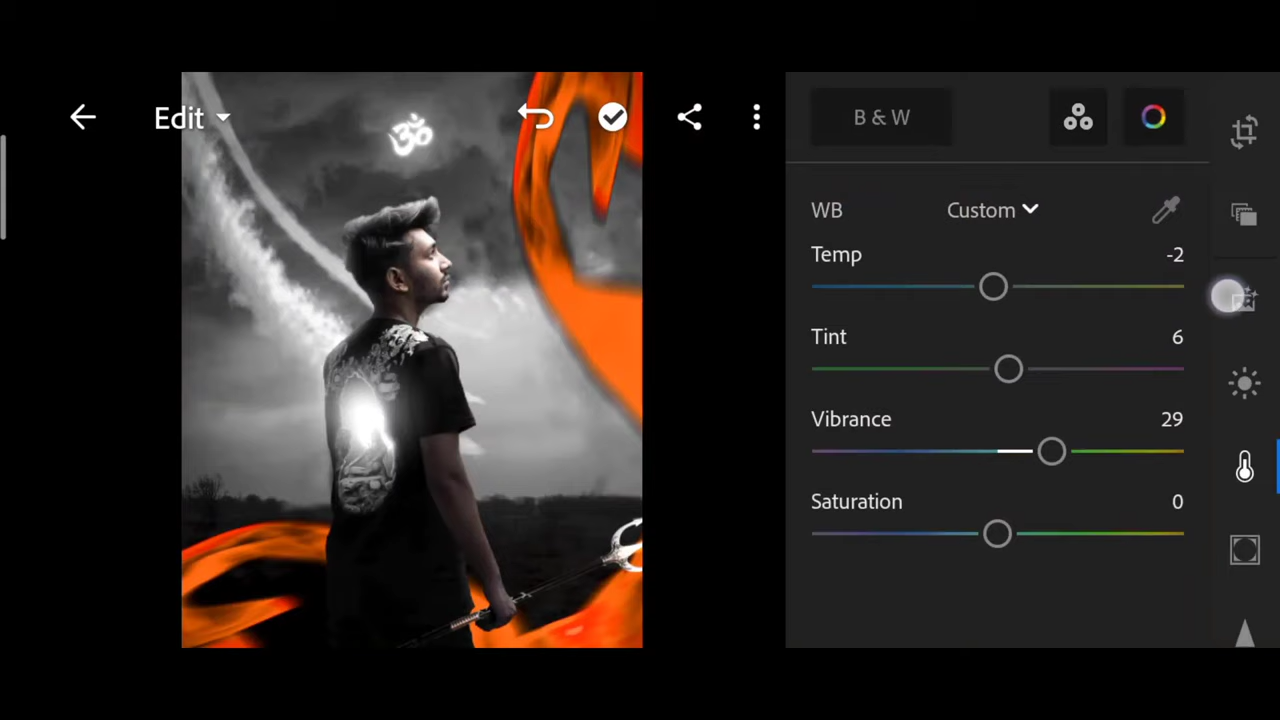 Edit
ॐ
B & W
WB Custom
Temp -2
Tint 6
Vibrance 29
Saturation 0